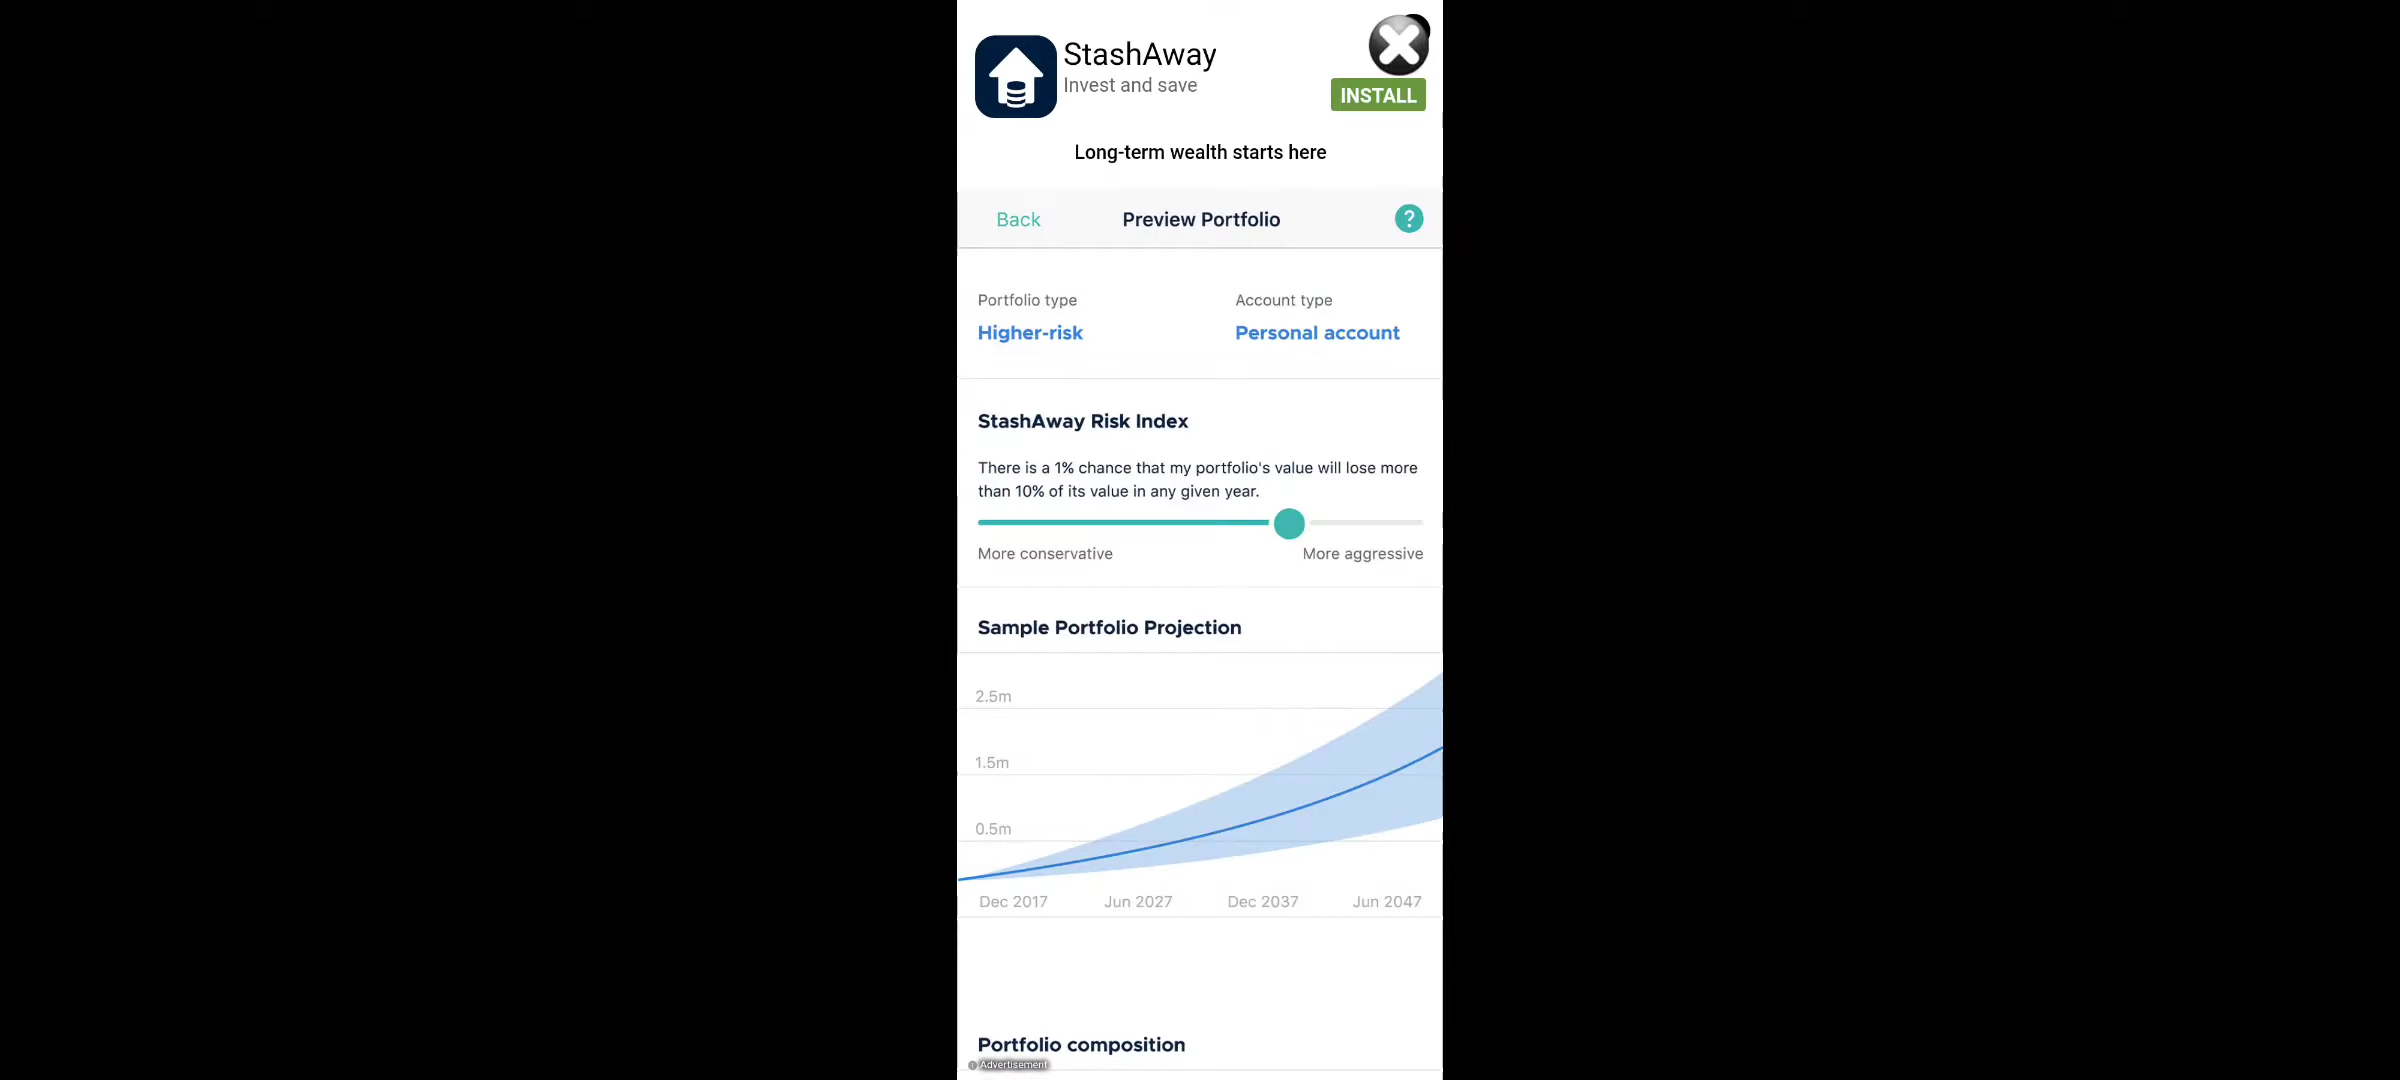 StashAway
Invest and save
INSTALL
Long-term wealth starts here
Back
Preview Portfolio
?
Portfolio type
Account type
Higher-risk
Personal account
StashAway Risk Index
There is a 1% chance that my portfolio's value will lose more
than 10% of its value in any given year.
More conservative
More aggressive
Sample Portfolio Projection
2.5m
1.5m
0.5m
Dec 2017
Jun 2027
Dec 2037
Jun 2047
Portfolio composition
Advertisement